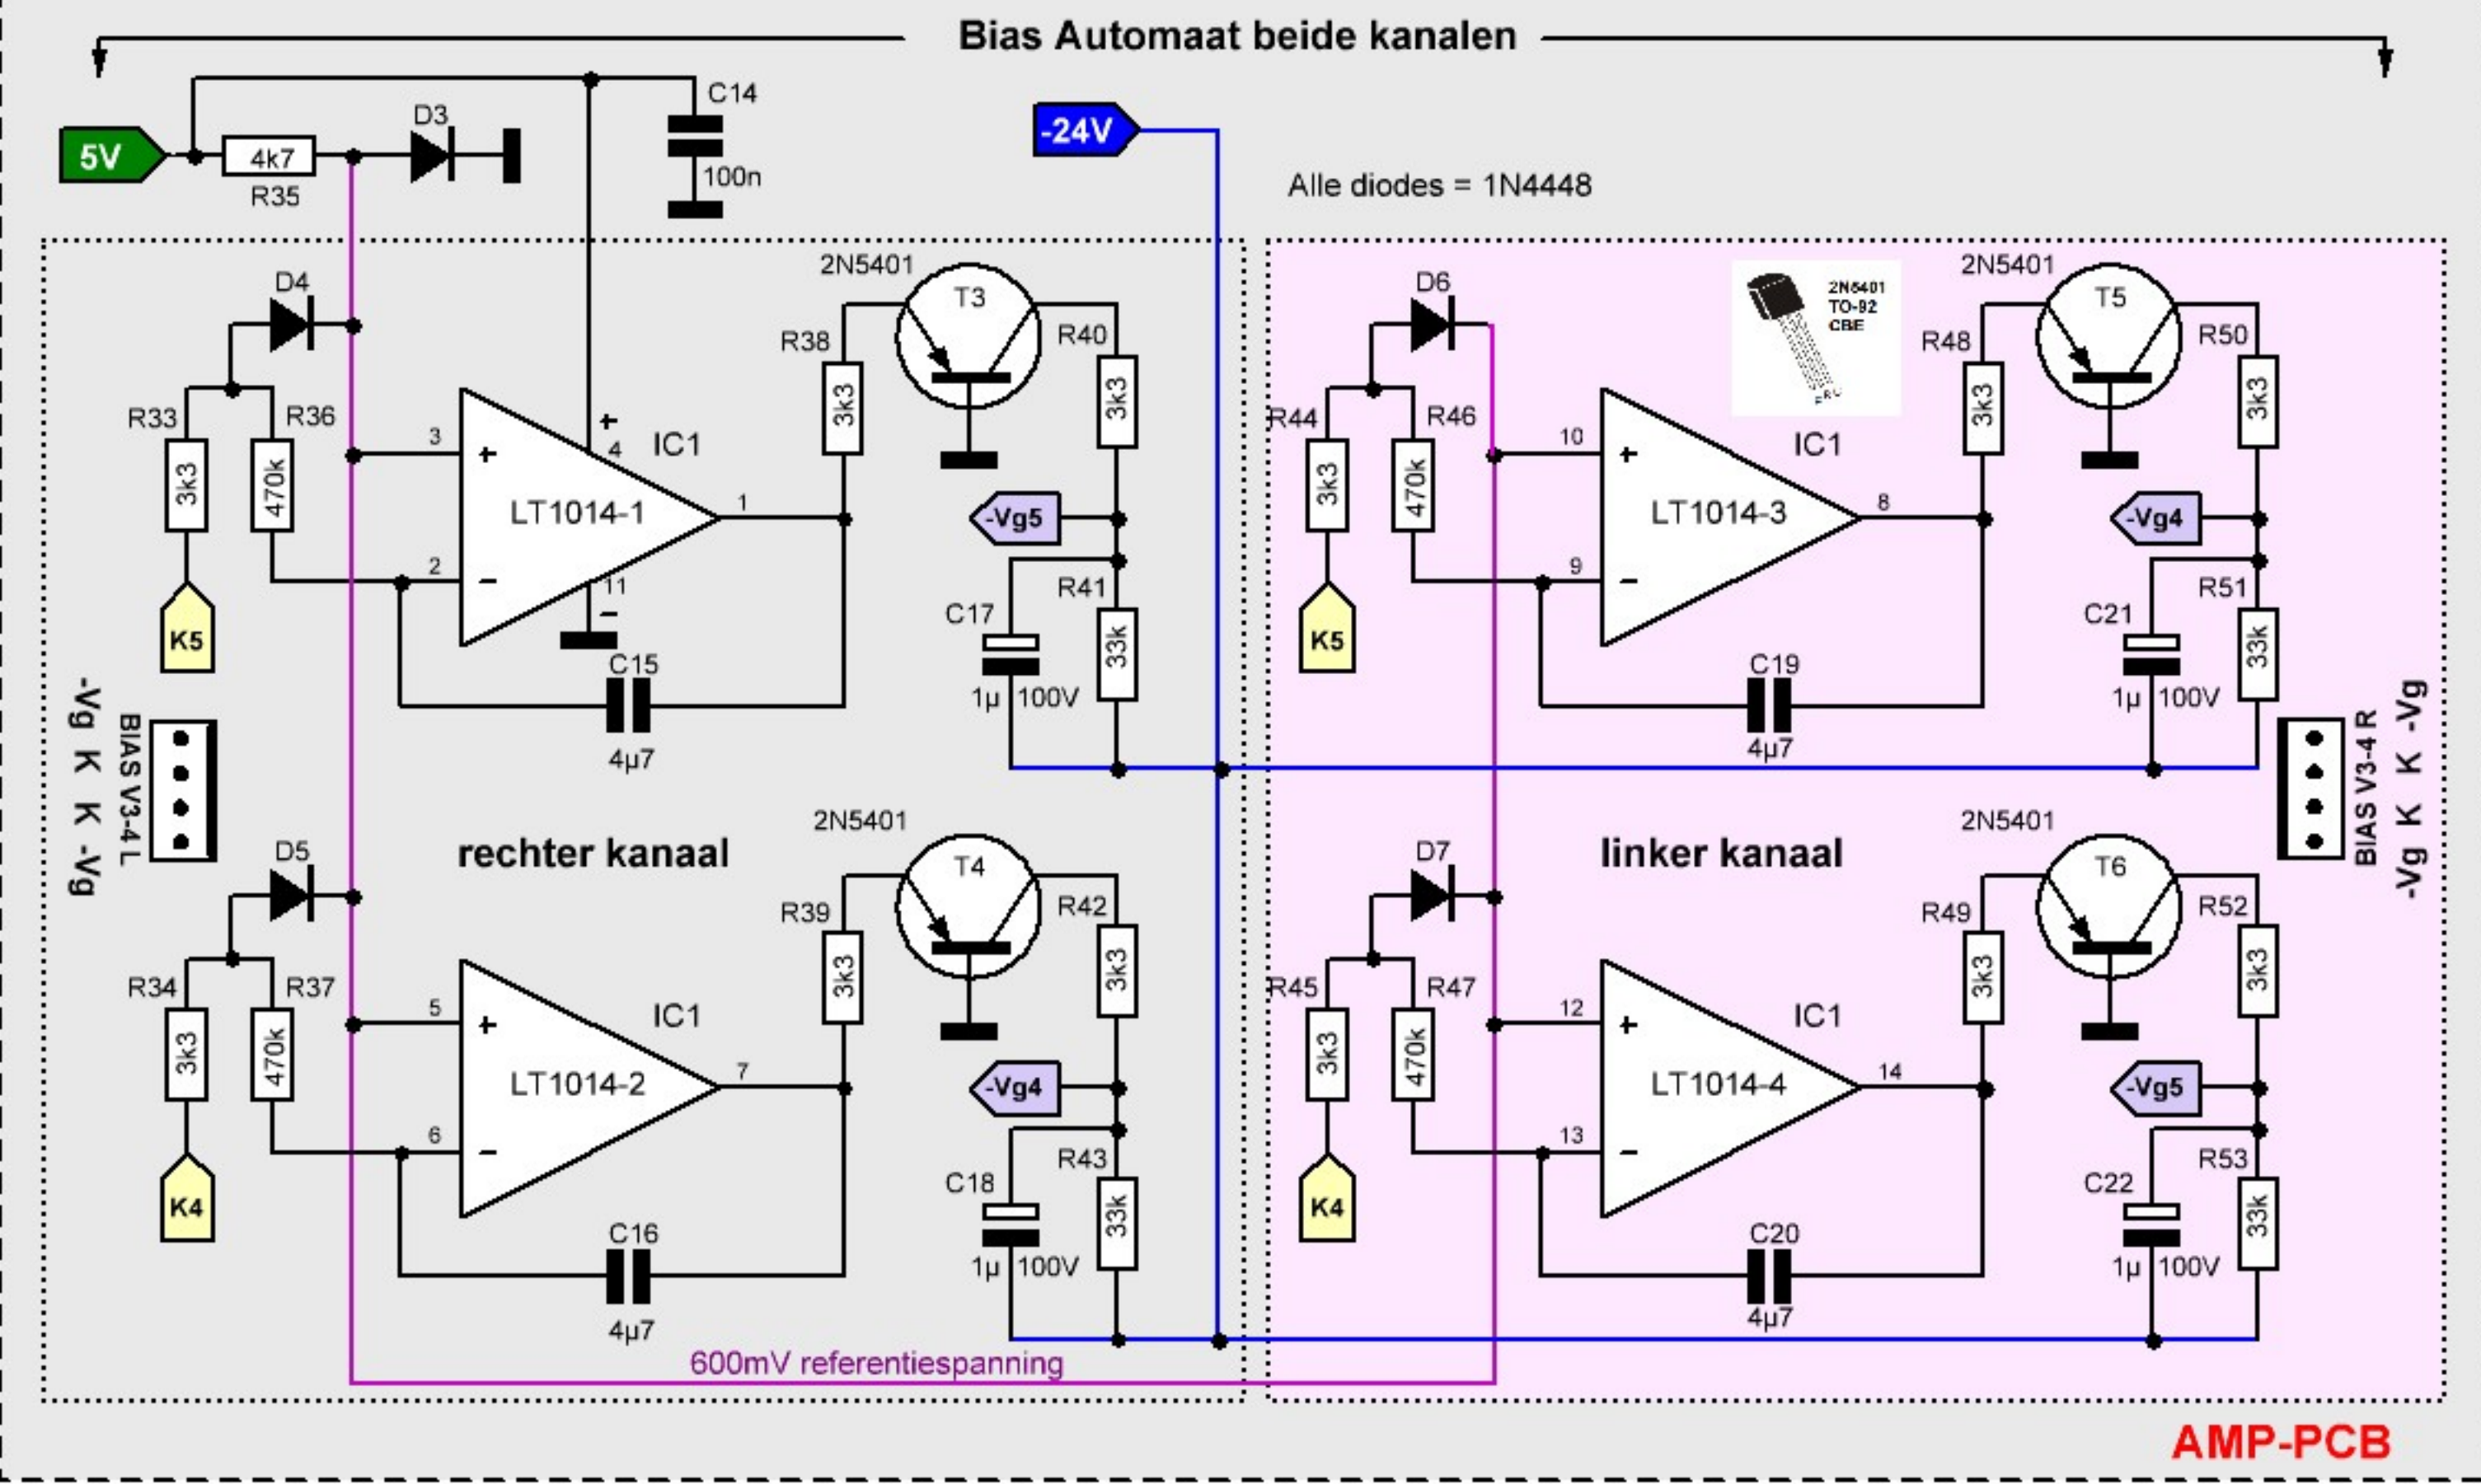 Bias Automaat beide kanalen
5V
4k7
R35
D3
C14
100n
-24V
Alle diodes = 1N4448
D4
R33
3k3
R36
470k
K5
3
+
2
-
+
4
IC1
LT1014-1
11
-
1
C15
4µ7
2N5401
T3
R38
3k3
R40
3k3
-Vg5
R41
33k
C17
1µ
100V
D6
R44
3k3
R46
470k
K5
10
+
9
-
IC1
LT1014-3
8
C19
4µ7
2N5401
TO-92
CBE
2N5401
T5
R48
3k3
R50
3k3
-Vg4
R51
33k
C21
1µ
100V
-Vg K K -Vg
BIAS V3-4 L
rechter kanaal
D5
R34
3k3
R37
470k
K4
5
+
6
-
IC1
LT1014-2
7
C16
4µ7
2N5401
T4
R39
3k3
R42
3k3
-Vg4
R43
33k
C18
1µ
100V
linker kanaal
D7
R45
3k3
R47
470k
K4
12
+
13
-
IC1
LT1014-4
14
C20
4µ7
2N5401
T6
R49
3k3
R52
3k3
-Vg5
R53
33k
C22
1µ
100V
BIAS V3-4 R
-Vg K K -Vg
600mV referentiespanning
AMP-PCB